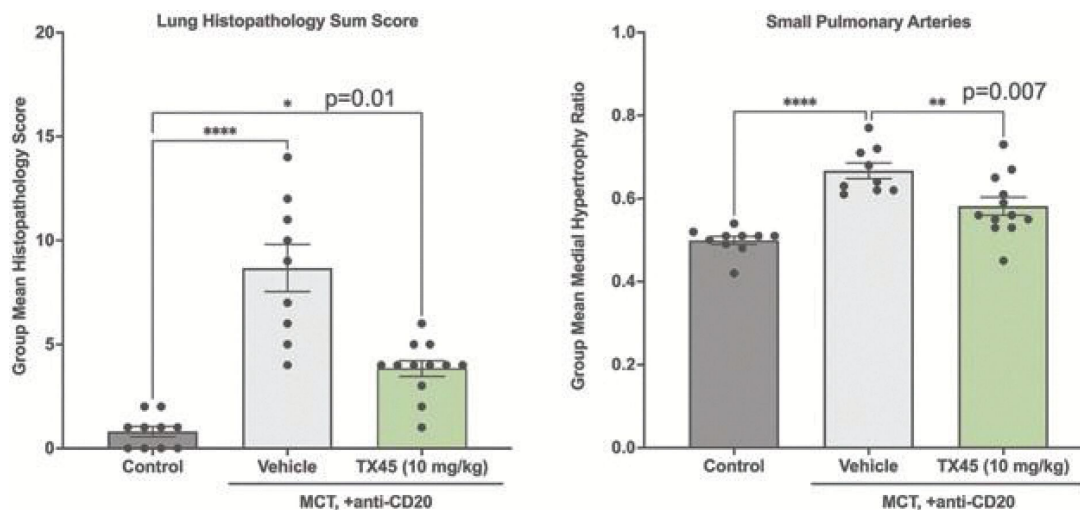 Lung Histopathology Sum Score
Group Mean Histopathology Score
20
15
10
5
0
* p=0.01
****
Control
Vehicle
TX45 (10 mg/kg)
MCT, +anti-CD20
Small Pulmonary Arteries
Group Mean Medial Hypertrophy Ratio
1.0
0.8
0.6
0.4
0.2
0.0
**** ** p=0.007
Control
Vehicle
TX45 (10 mg/kg)
MCT, +anti-CD20